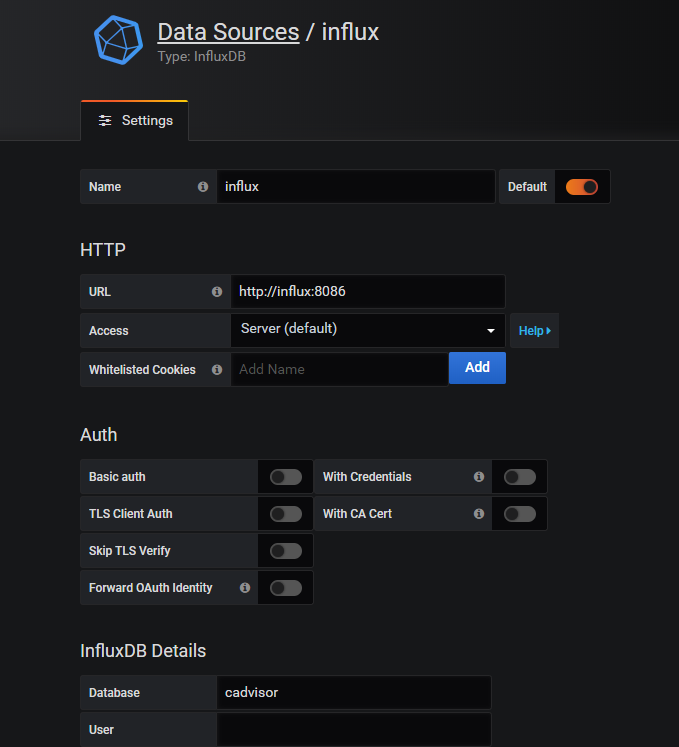 Data Sources / influx
Type: InfluxDB
Settings
Name influx Default
HTTP
URL http://influx:8086
Access Server (default) Help
Whitelisted Cookies Add Name Add
Auth
Basic auth With Credentials
TLS Client Auth With CA Cert
Skip TLS Verify
Forward OAuth Identity
InfluxDB Details
Database cadvisor
User